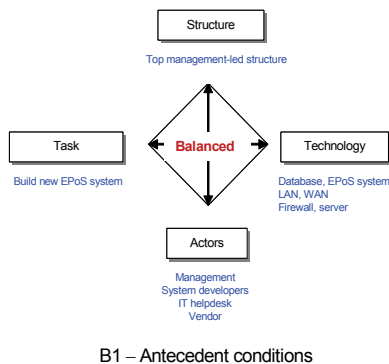 Structure
Top management-led structure
Task
Balanced
Technology
Build new EPoS system
Database, EPoS system
LAN, WAN
Firewall, server
Actors
Management
System developers
IT helpdesk
Vendor
B1 – Antecedent conditions